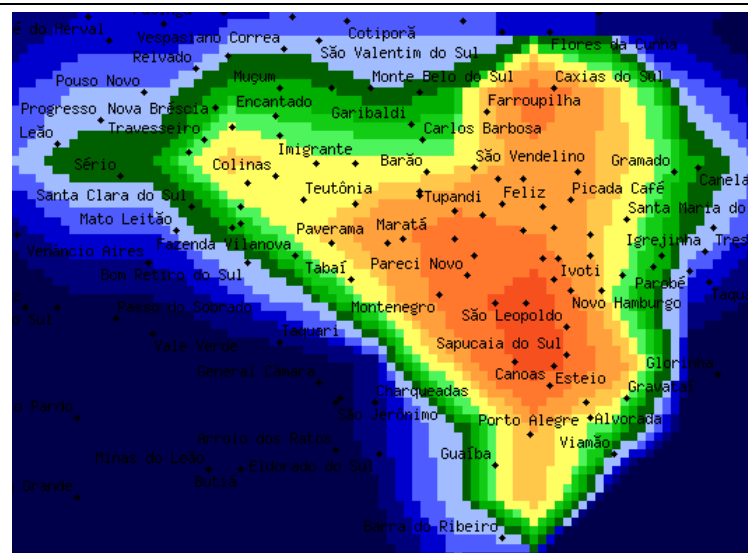 do Herval
Vespasiano Correa
Cotiporã
Flores da Cunha
Relvado
São Valentim do Sul
Pouso Novo
Muçum
Monte Belo do Sul
Caxias do Sul
Progresso
Nova Bréscia
Encantado
Garibaldi
Farroupilha
Leão
Travesseiro
Carlos Barbosa
Imigrante
Sério
Colinas
Barão
São Vendelino
Gramado
Canela
Santa Clara do Sul
Teutônia
Tupandi
Feliz
Picada Café
Mato Leitão
Paverama
Maratá
Santa Maria do
Fazenda Vilanova
Igrejinha
Venâncio Aires
Bom Retiro do Sul
Tabaí
Pareci Novo
Ivoti
Parobé
Taqu
Passo do Sobrado
Montenegro
São Leopoldo
Novo Hamburgo
o Sul
Vale Verde
Taquari
Sapucaia do Sul
General Câmara
Canoas
Esteio
Glorinha
Charqueadas
Gravataí
o Pardo
São Jerônimo
Porto Alegre
Alvorada
Arroio dos Ratos
Viamão
Minas do Leão
Eldorado do Sul
Guaíba
Butiá
Grande
Barra do Ribeiro